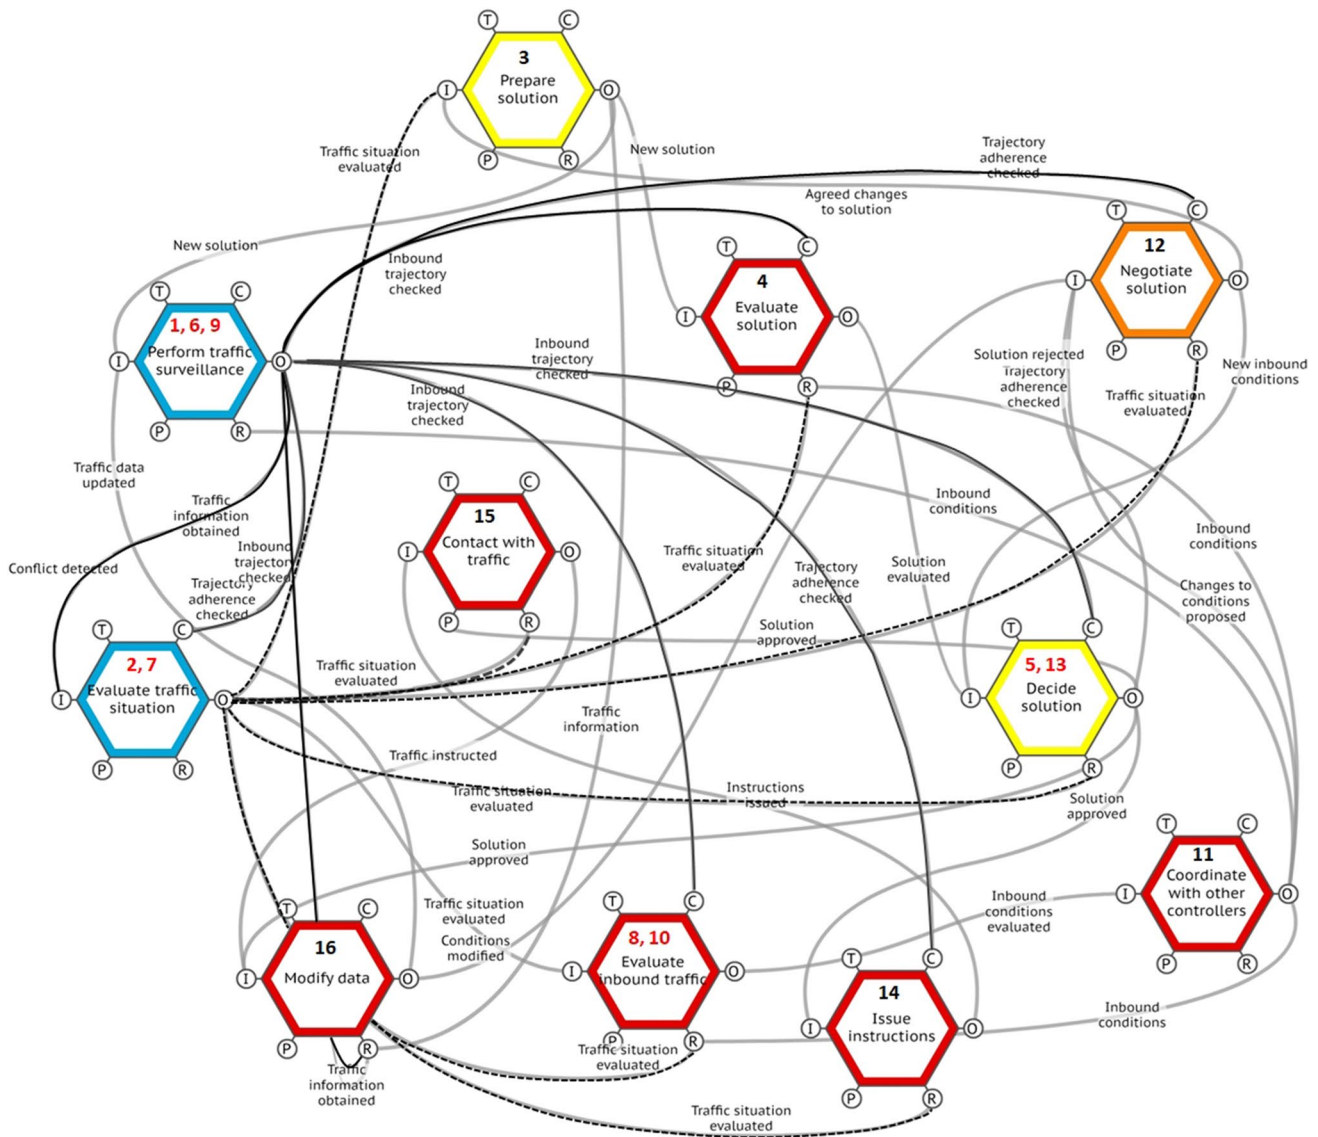 T
C
3
Prepare
solution
I
O
P
R
Traffic situation
evaluated
New solution
Trajectory
adherence
checked
Agreed changes
to solution
New solution
Inbound
trajectory
checked
T
C
12
Negotiate
solution
I
O
P
R
T
C
4
Evaluate
solution
I
O
P
R
T
C
1, 6, 9
Perform traffic
surveillance
I
O
P
R
Inbound
trajectory
checked
Inbound
trajectory
checked
Solution rejected
Trajectory
adherence
checked
New inbound
conditions
Traffic situation
evaluated
Traffic data
updated
Traffic
information
obtained
Inbound
conditions
Inbound
conditions
T
C
15
Contact with
traffic
I
O
P
R
Inbound
trajectory
checked
Conflict detected
Trajectory
adherence
checked
Traffic situation
evaluated
Trajectory
adherence
checked
Solution
evaluated
Changes to
conditions
proposed
Solution
approved
T
C
2, 7
Evaluate traffic
situation
I
O
P
R
Traffic situation
evaluated
T
C
5, 13
Decide
solution
I
O
P
R
Traffic
information
Traffic instructed
Traffic situation
evaluated
Instructions
issued
Solution
approved
Solution
approved
T
C
11
Coordinate
with other
controllers
I
O
P
R
Traffic situation
evaluated
Conditions
modified
Inbound
conditions
evaluated
T
C
16
Modify data
I
O
P
R
Traffic
information
obtained
T
C
8, 10
Evaluate
inbound traffic
I
O
P
R
Traffic situation
evaluated
T
C
14
Issue
instructions
I
O
P
R
Inbound
conditions
Traffic situation
evaluated